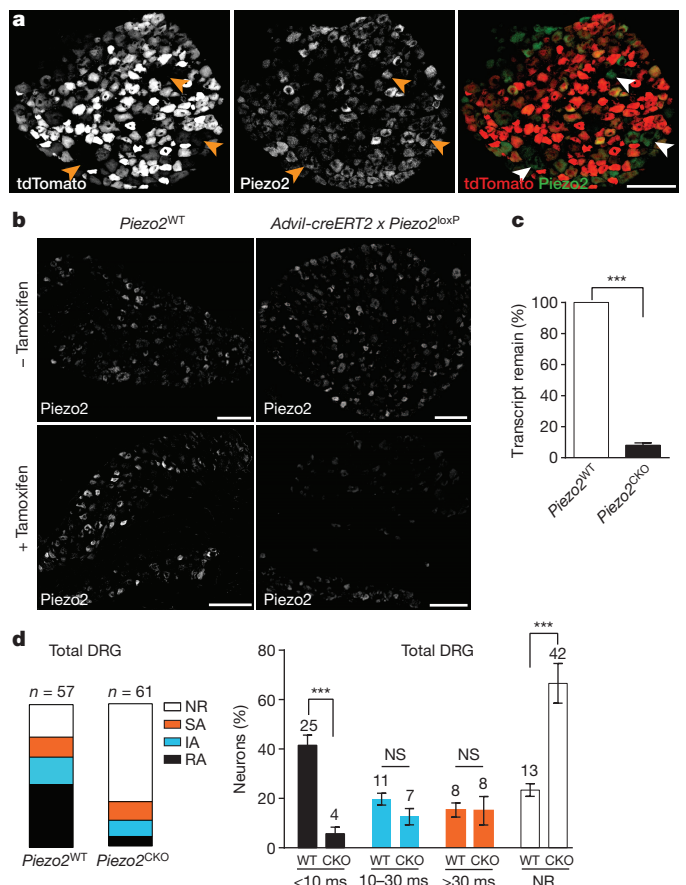 a
tdTomato
Piezo2
tdTomato Piezo2
b
Piezo2WT
Advil-creERT2 x Piezo2loxP
– Tamoxifen
Piezo2
Piezo2
+ Tamoxifen
Piezo2
Piezo2
c
***
Transcript remain (%)
100
80
60
40
20
0
Piezo2WT
Piezo2CKO
d
Total DRG
n = 57
n = 61
NR
SA
IA
RA
Piezo2WT
Piezo2CKO
Total DRG
Neurons (%)
80
60
40
20
0
***
25
4
NS
11
7
NS
8
8
***
13
42
WT CKO
WT CKO
WT CKO
WT CKO
<10 ms
10–30 ms
>30 ms
NR